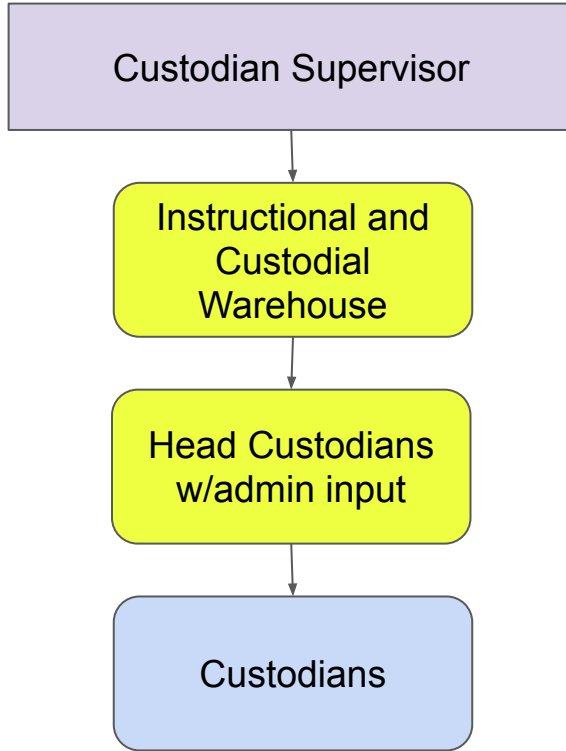 Custodian Supervisor
Instructional and
Custodial
Warehouse
Head Custodians
w/admin input
Custodians